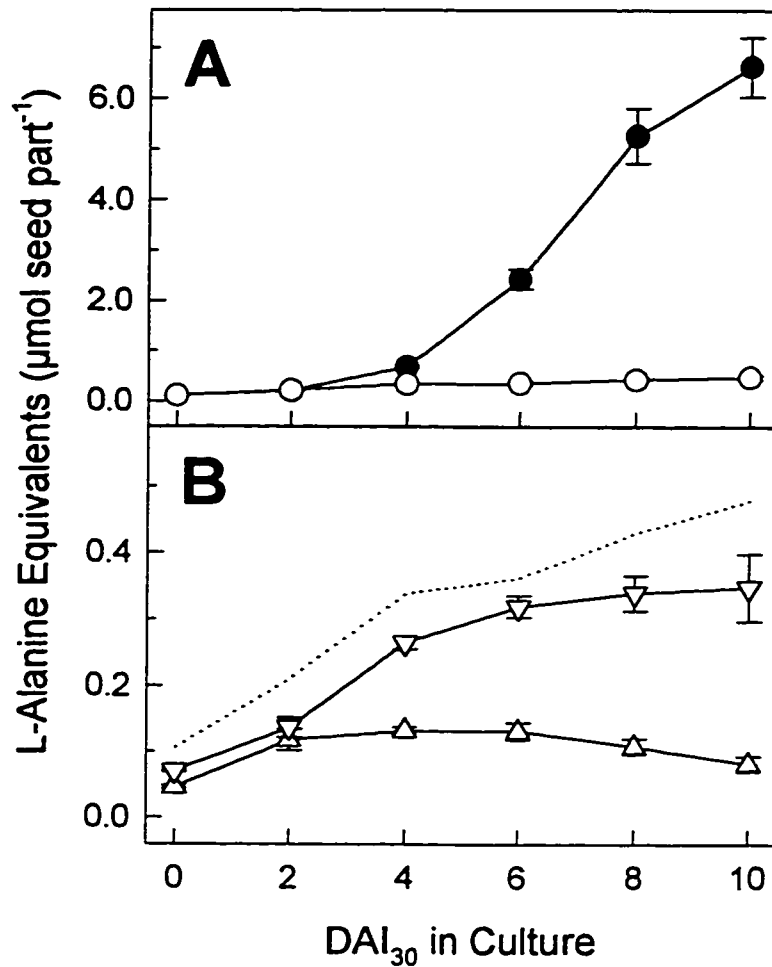 A
6.0
4.0
2.0
0.0
B
0.4
0.2
0.0
0 2 4 6 8 10
L-Alanine Equivalents (µmol seed part⁻¹)
DAI₃₀ in Culture